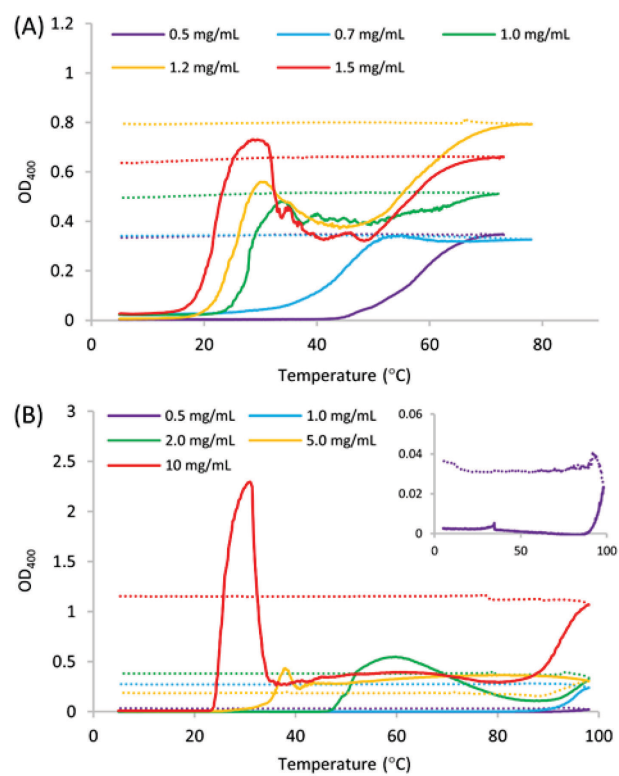 (A)
0.5 mg/mL 0.7 mg/mL 1.0 mg/mL
1.2 mg/mL 1.5 mg/mL
1.2
1
0.8
0.6
0.4
0.2
0
OD400
0 20 40 60 80
Temperature (°C)
(B)
0.5 mg/mL 1.0 mg/mL
2.0 mg/mL 5.0 mg/mL
10 mg/mL
3
2.5
2
1.5
1
0.5
0
OD400
0.06
0.04
0.02
0
0 50 100
0 20 40 60 80 100
Temperature (°C)